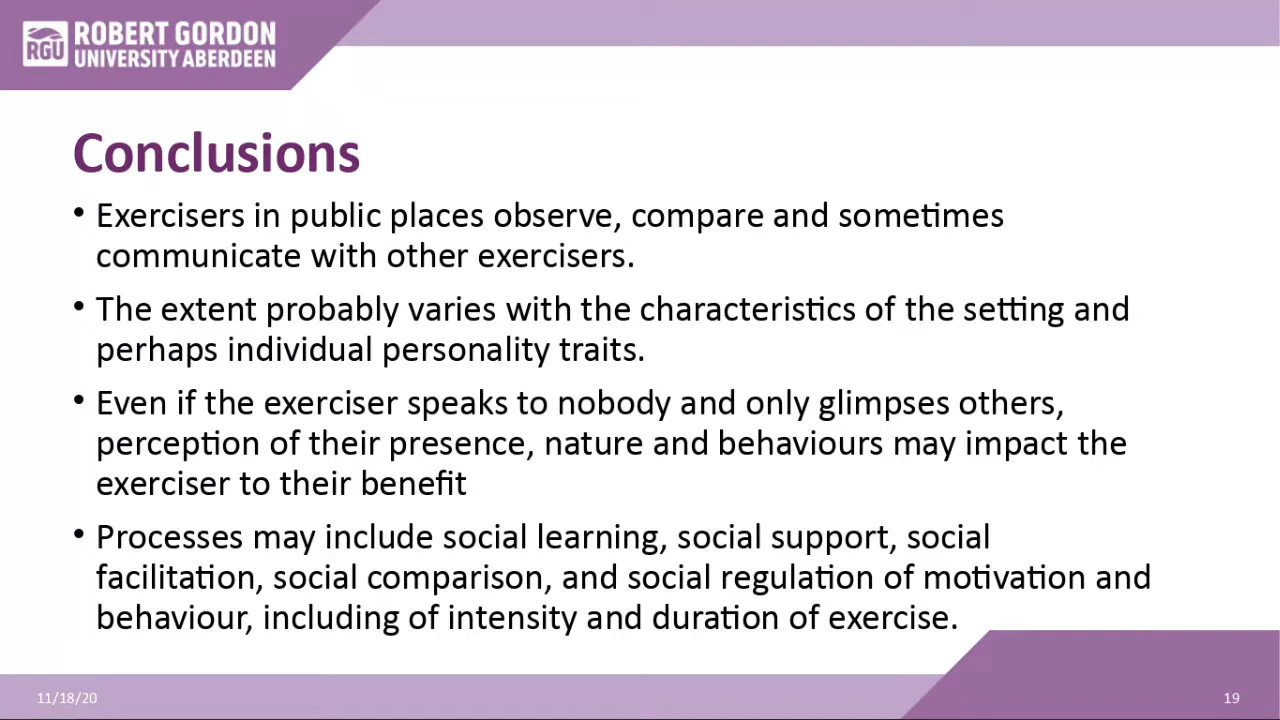 RGU
ROBERT GORDON
UNIVERSITY ABERDEEN
Conclusions
• Exercisers in public places observe, compare and sometimes
communicate with other exercisers.
• The extent probably varies with the characteristics of the setting and
perhaps individual personality traits.
• Even if the exerciser speaks to nobody and only glimpses others,
perception of their presence, nature and behaviours may impact the
exerciser to their benefit
• Processes may include social learning, social support, social
facilitation, social comparison, and social regulation of motivation and
behaviour, including of intensity and duration of exercise.
11/18/20
19